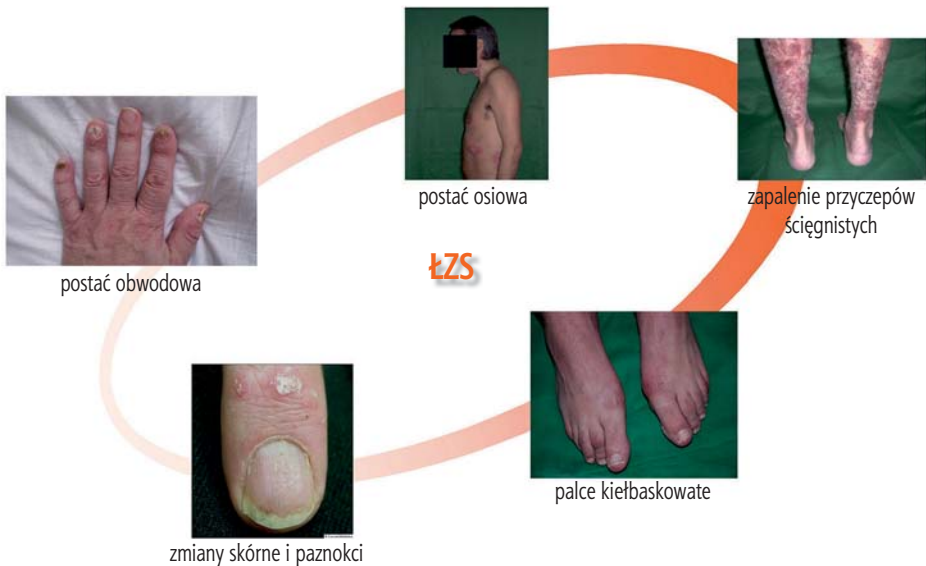 postać osiowa
zapalenie przyczepów
ścięgnistych
postać obwodowa
ŁZS
palce kiełbaskowate
zmiany skórne i paznokci